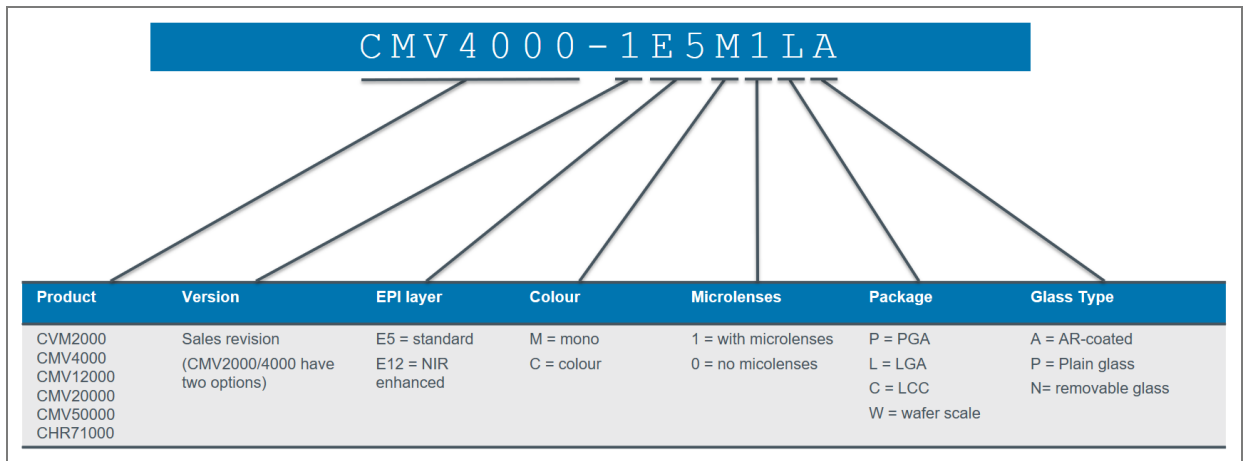 CMV4000-1E5M1LA
Product Version EPI layer Colour Microlenses Package Glass Type
CVM2000
CMV4000
CMV12000
CMV20000
CMV50000
CHR71000
Sales revision
(CMV2000/4000 have
two options)
E5 = standard
E12 = NIR
enhanced
M = mono
C = colour
1 = with microlenses
0 = no micolenses
P = PGA
L = LGA
C = LCC
W = wafer scale
A = AR-coated
P = Plain glass
N= removable glass